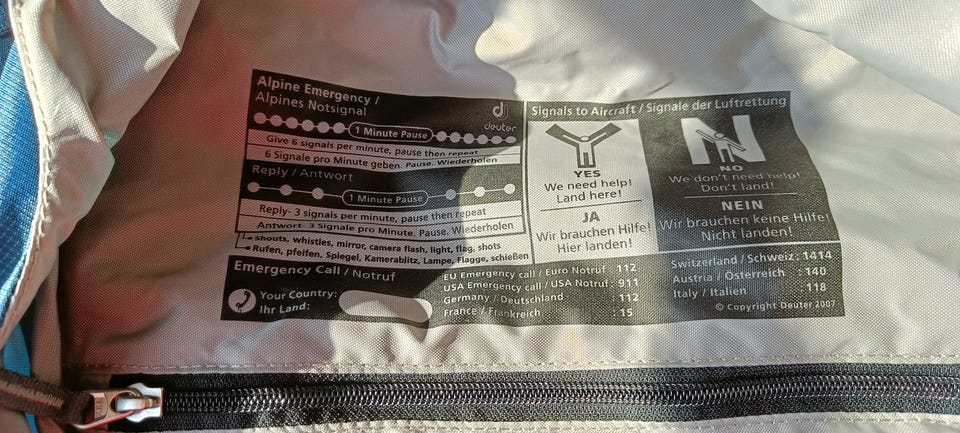 Alpine Emergency /
Alpines Notsignal
deuter
1 Minute Pause
Give 6 signals per minute, pause then repeat
6 Signale pro Minute geben. Pause. Wiederholen
Reply / Antwort
1 Minute Pause
Reply- 3 signals per minute, pause then repeat
Antwort- 3 Signale pro Minute. Pause. Wiederholen
shouts, whistles, mirror, camera flash, light, flag, shots
Rufen, pfeifen, Spiegel, Kamerablitz, Lampe, Flagge, schießen
Signals to Aircraft / Signale der Luftrettung
YES
We need help!
Land here!
JA
Wir brauchen Hilfe!
Hier landen!
N
NO
We don't need help!
Don't land!
NEIN
Wir brauchen keine Hilfe!
Nicht landen!
Emergency Call / Notruf
Your Country:
Ihr Land:
EU Emergency call / Euro Notruf : 112
USA Emergency call / USA Notruf : 911
Germany / Deutschland : 112
France / Frankreich : 15
Switzerland / Schweiz : 1414
Austria / Österreich : 140
Italy / Italien : 118
© Copyright Deuter 2007